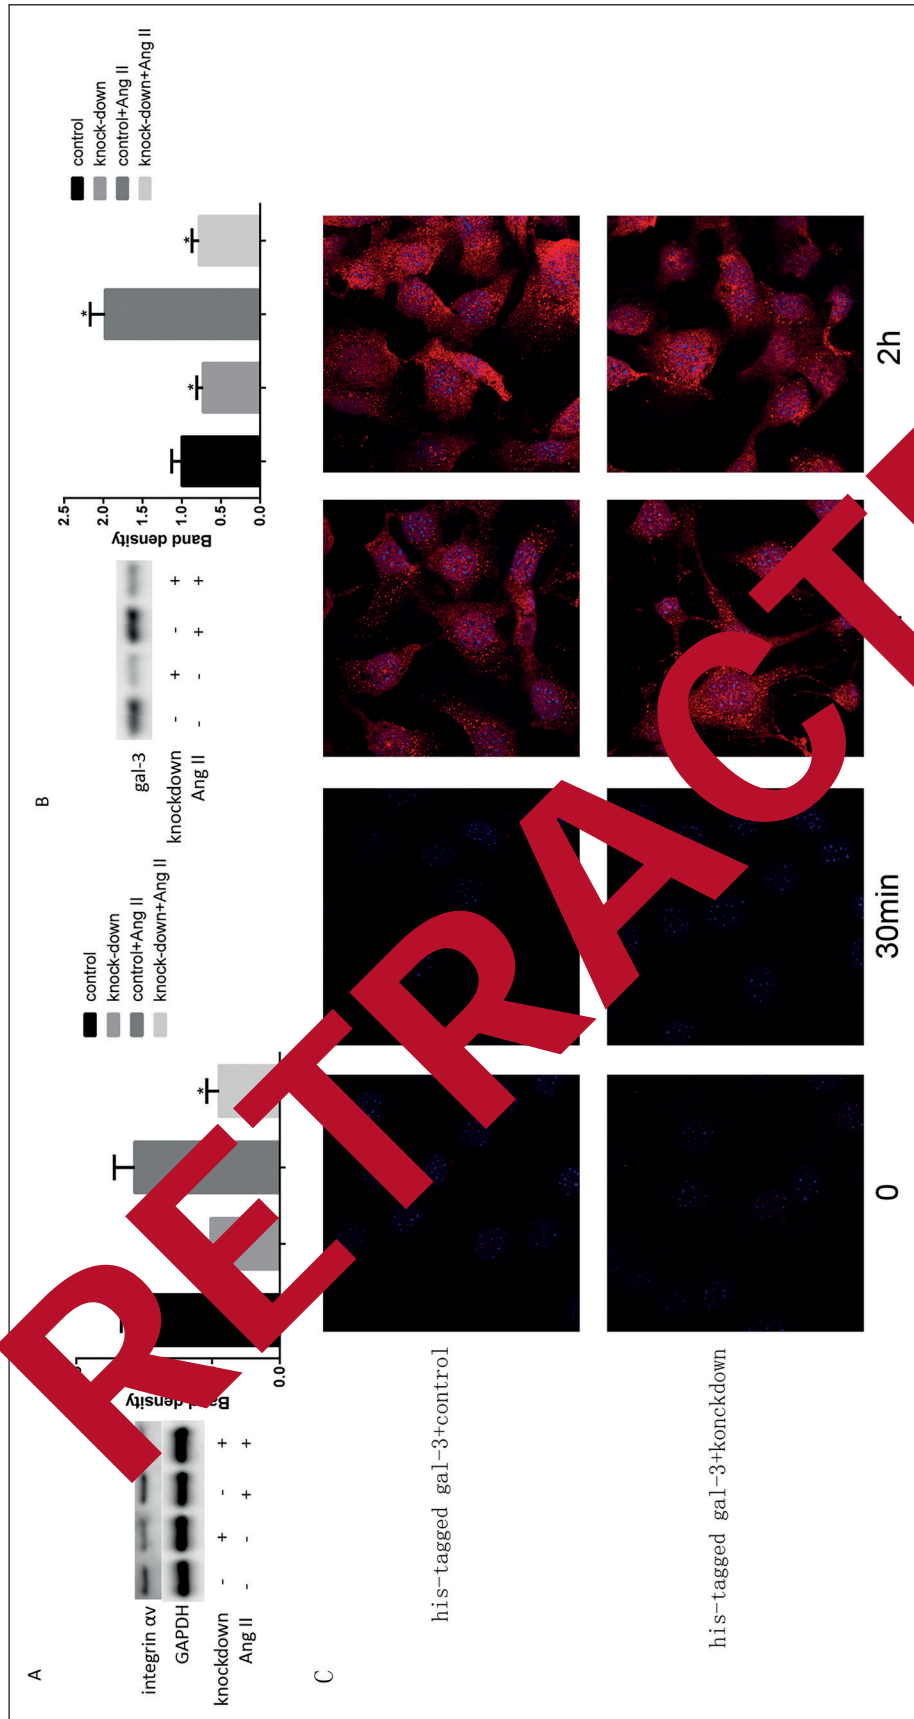 A
integrin αv
GAPDH
knockdown - + - +
Ang II - - + +
Band density
0.0
control
knock-down
control+Ang II
knock-down+Ang II
*
B
gal-3
knockdown - + - +
Ang II - - + +
Band density
2.5
2.0
1.5
1.0
0.5
0.0
* * *
control
knock-down
control+Ang II
knock-down+Ang II
C
his-tagged gal-3+control
his-tagged gal-3+konckdown
0 30min 2h
RETRACT